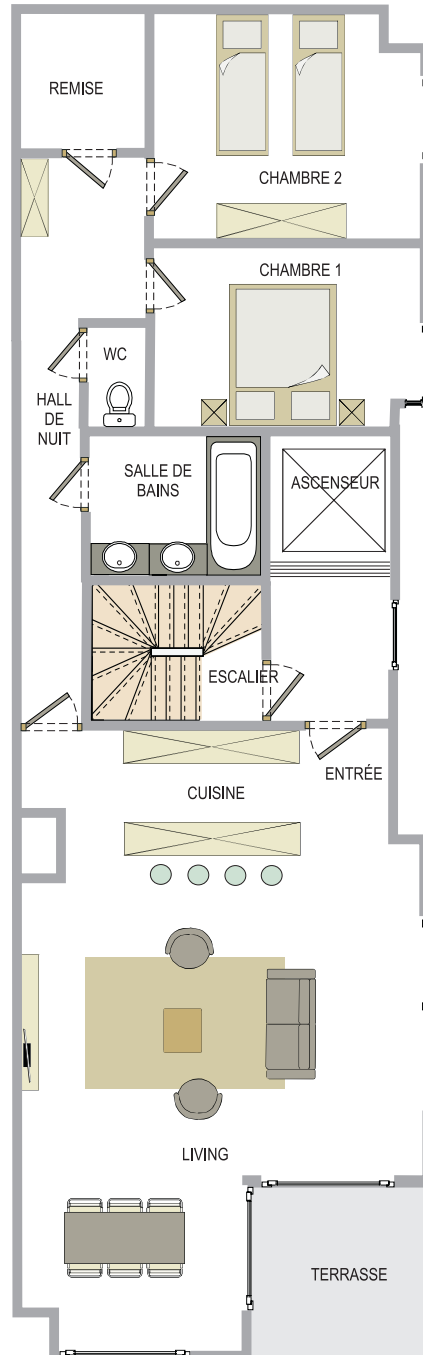 REMISE
CHAMBRE 2
CHAMBRE 1
WC
HALL
DE
NUIT
SALLE DE
BAINS
ASCENSEUR
ESCALIER
ENTRÉE
CUISINE
LIVING
TERRASSE